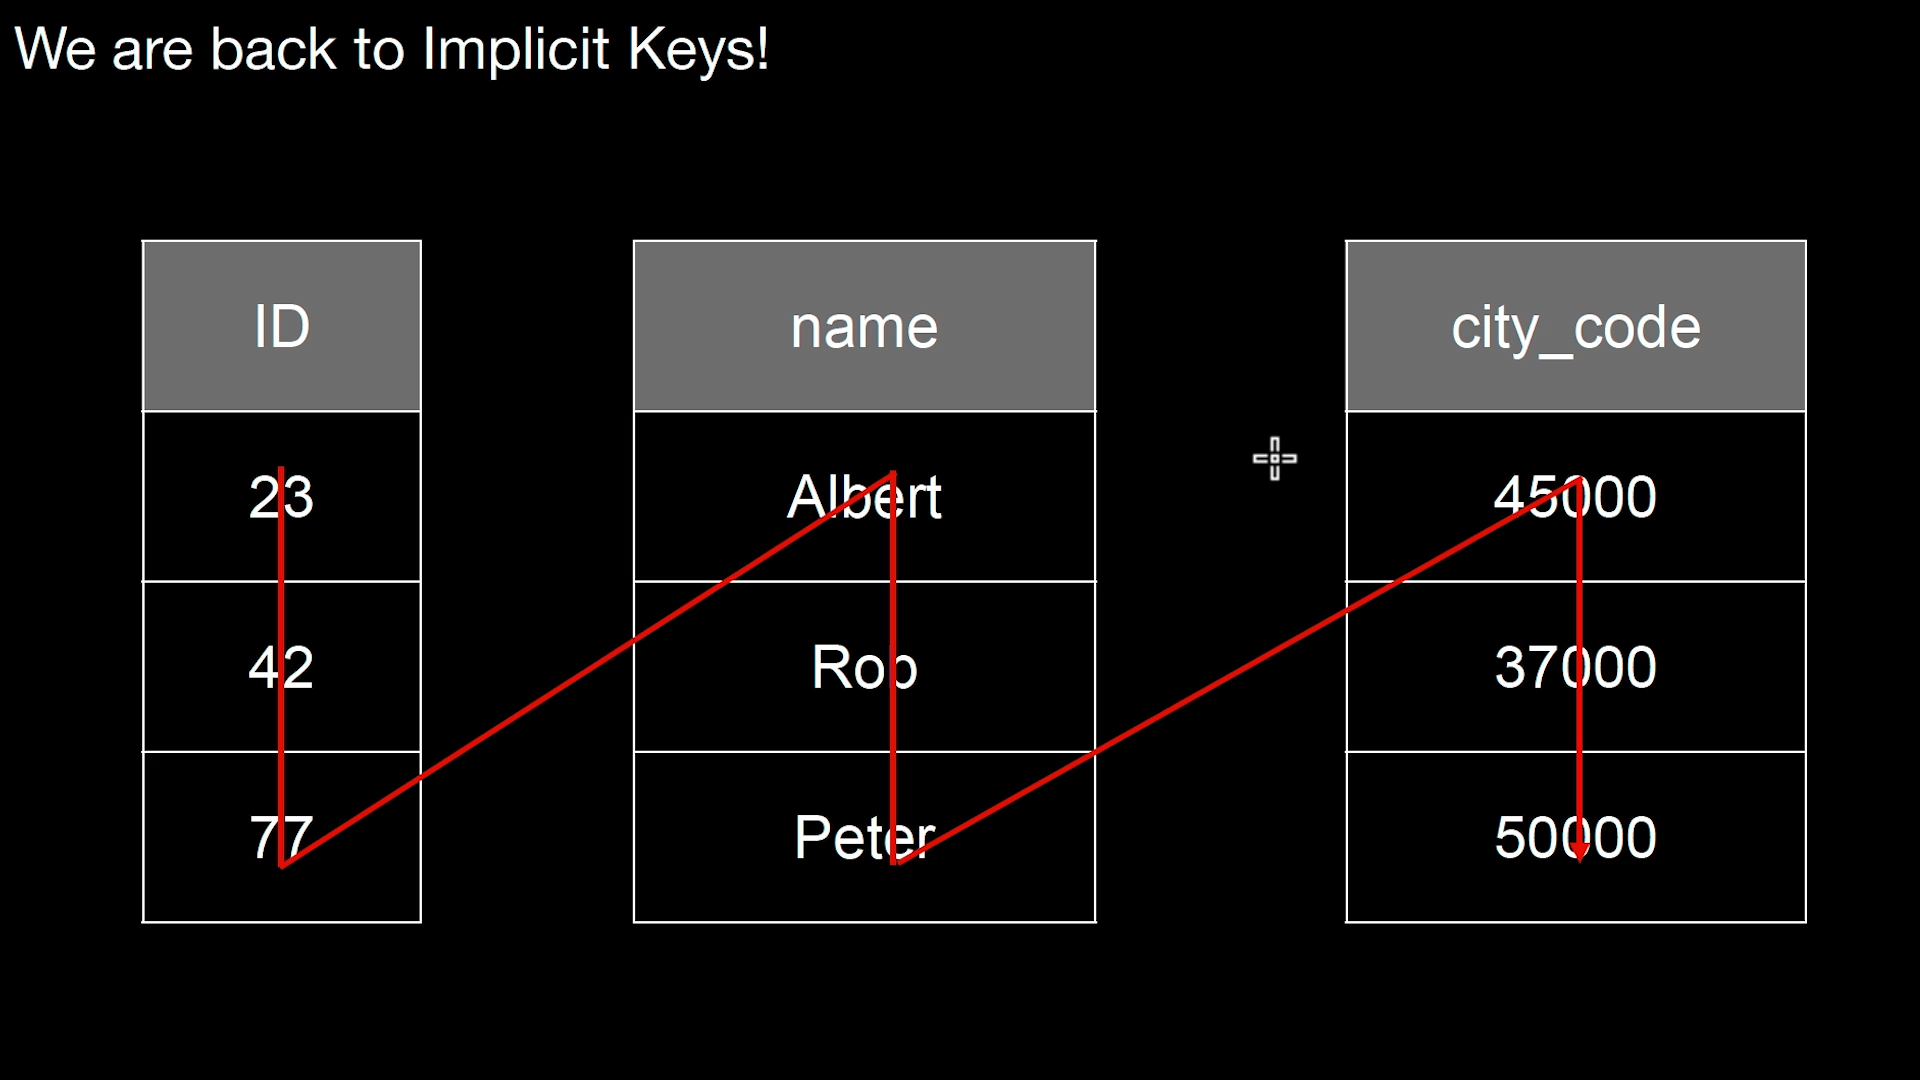 We are back to Implicit Keys!
ID name city_code
23 Albert 45000
42 Rob 37000
77 Peter 50000